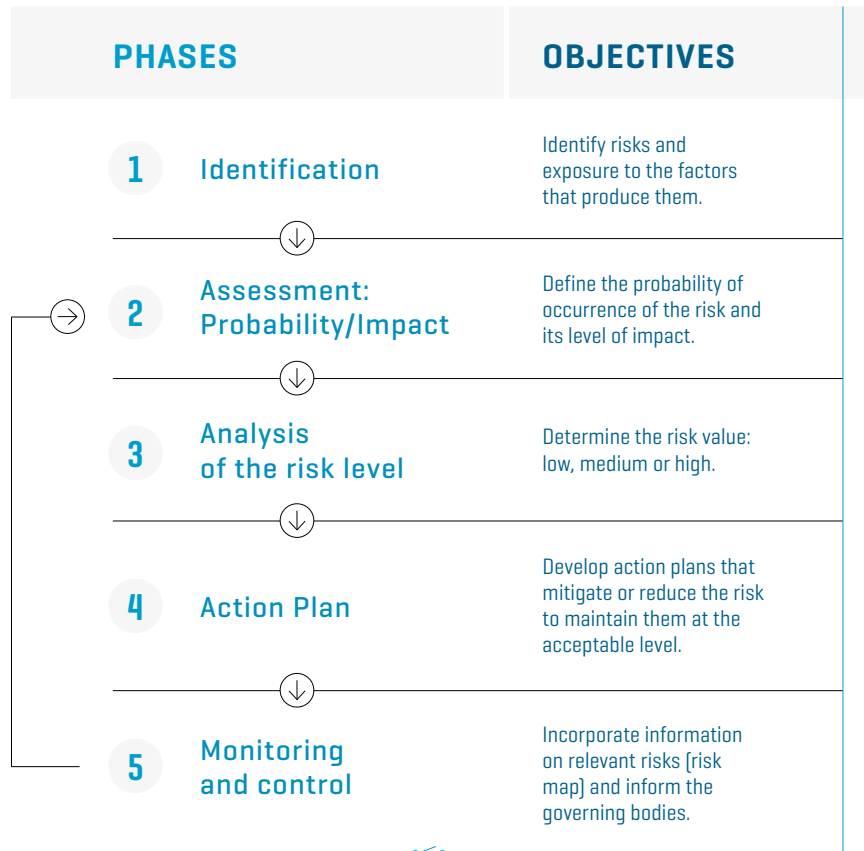 PHASES
OBJECTIVES
1
Identification
Identify risks and
exposure to the factors
that produce them.
2
Assessment:
Probability/Impact
Define the probability of
occurrence of the risk and
its level of impact.
3
Analysis
of the risk level
Determine the risk value:
low, medium or high.
4
Action Plan
Develop action plans that
mitigate or reduce the risk
to maintain them at the
acceptable level.
5
Monitoring
and control
Incorporate information
on relevant risks (risk
map) and inform the
governing bodies.